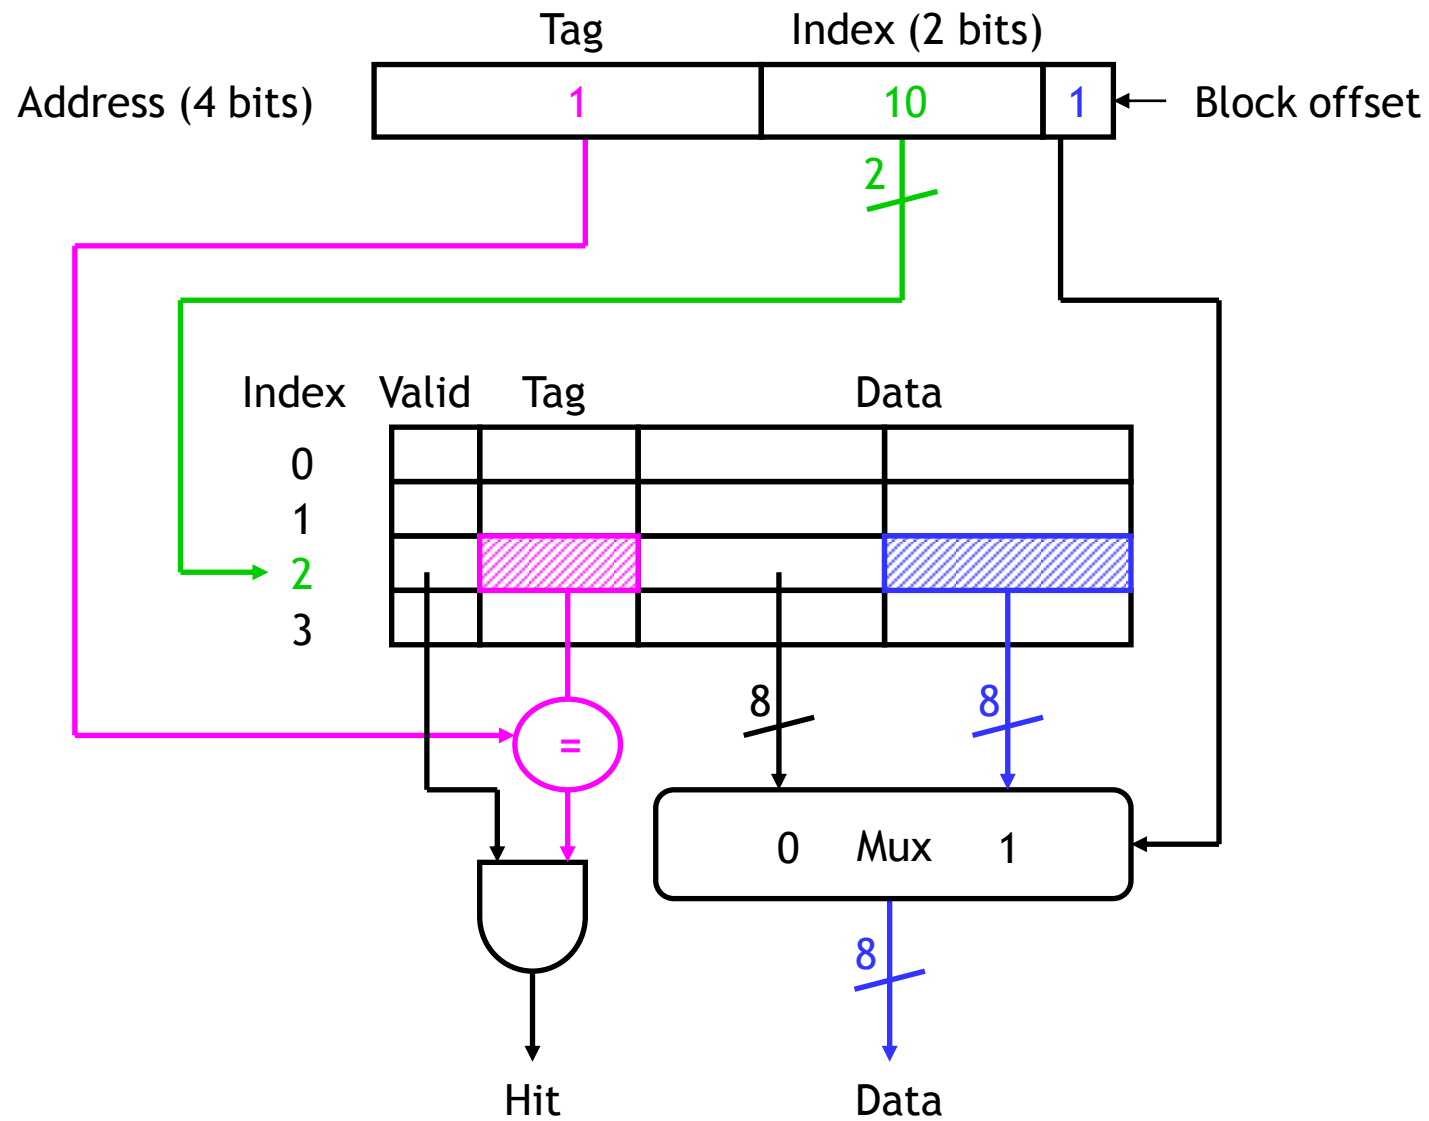 Tag Index (2 bits)
Address (4 bits) 1 10 1 Block offset
2
Index Valid Tag Data
0
1
2
3
8 8
=
0 Mux 1
8
Hit Data